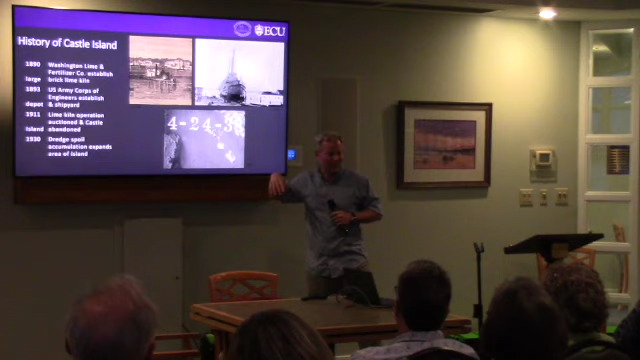 ECU
History of Castle Island
1890 Washington Lime &
Fertilizer Co. establish
large brick lime kiln
1893 US Army Corps of
Engineers establish
depot & shipyard
1911 Lime kiln operation
auctioned & Castle
Island abandoned
1930 Dredge spoil
accumulation expands
area of island
4-24-3